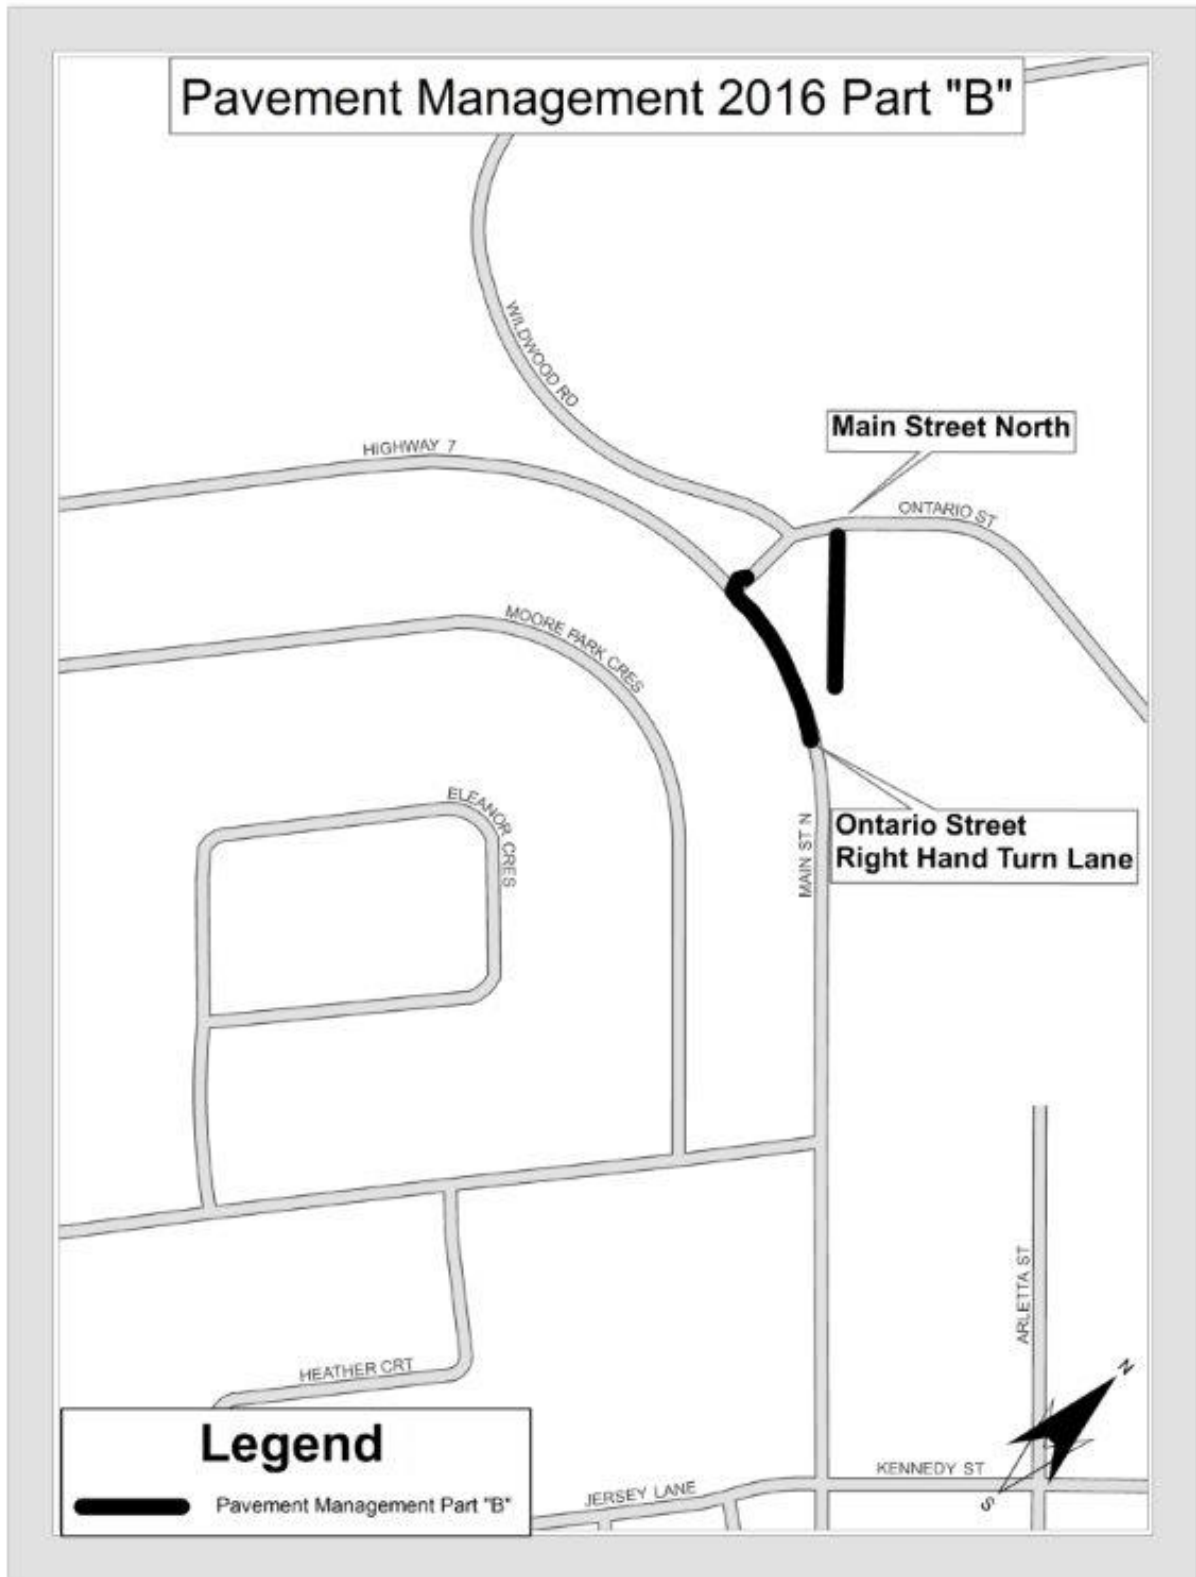 Pavement Management 2016 Part "B"
WILDWOOD RD
HIGHWAY 7
Main Street North
ONTARIO ST
MOORE PARK CRES
ELEANOR CRES
MAIN ST N
Ontario Street
Right Hand Turn Lane
ARLETTA ST
HEATHER CRT
N
S
KENNEDY ST
JERSEY LANE
Legend
Pavement Management Part "B"